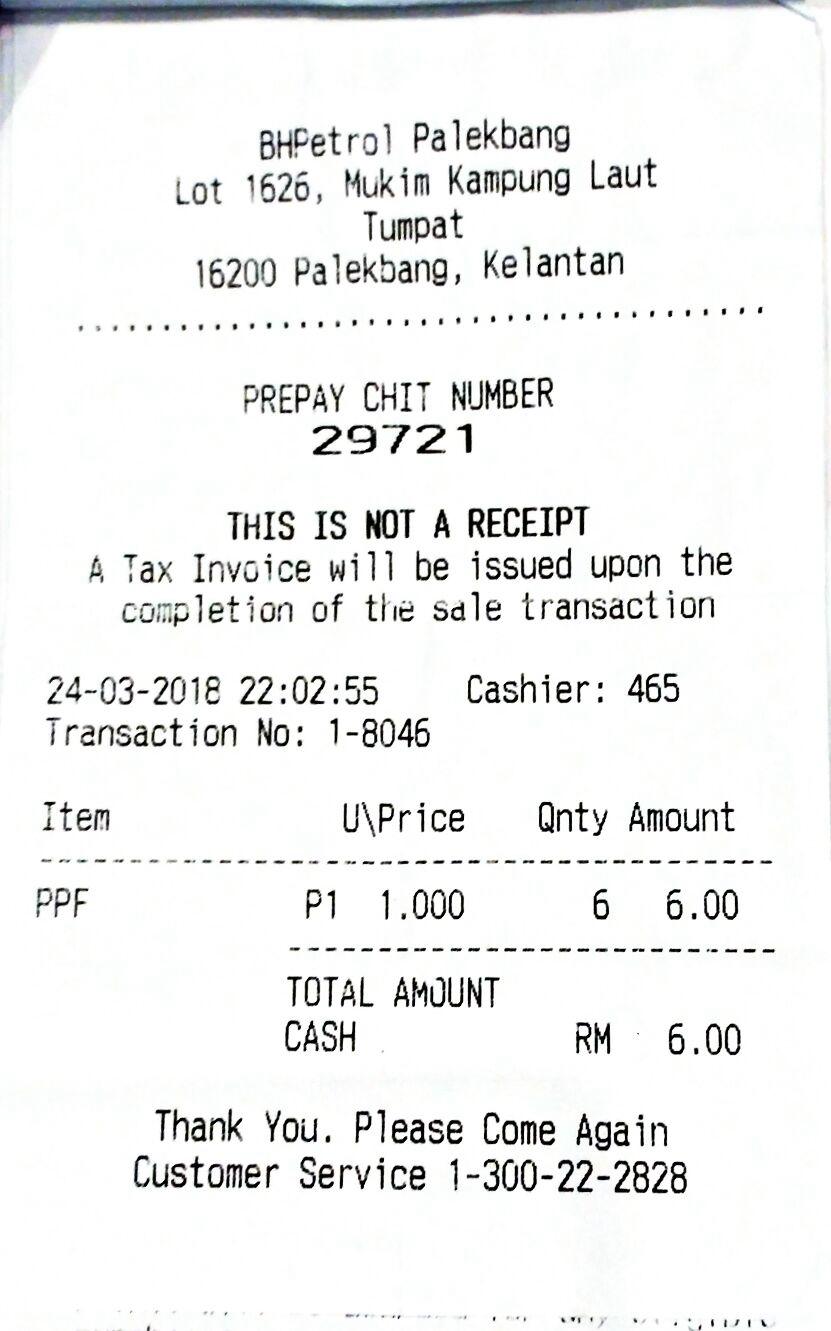 BHPetrol Palekbang
Lot 1626, Mukim Kampung Laut
Tumpat
16200 Palekbang, Kelantan
PREPAY CHIT NUMBER
29721
THIS IS NOT A RECEIPT
A Tax Invoice will be issued upon the
completion of the sale transaction
24-03-2018 22:02:55 Cashier: 465
Transaction No: 1-8046
Item U\Price Qnty Amount
PPF P1 1.000 6 6.00
TOTAL AMOUNT
CASH RM 6.00
Thank You. Please Come Again
Customer Service 1-300-22-2828